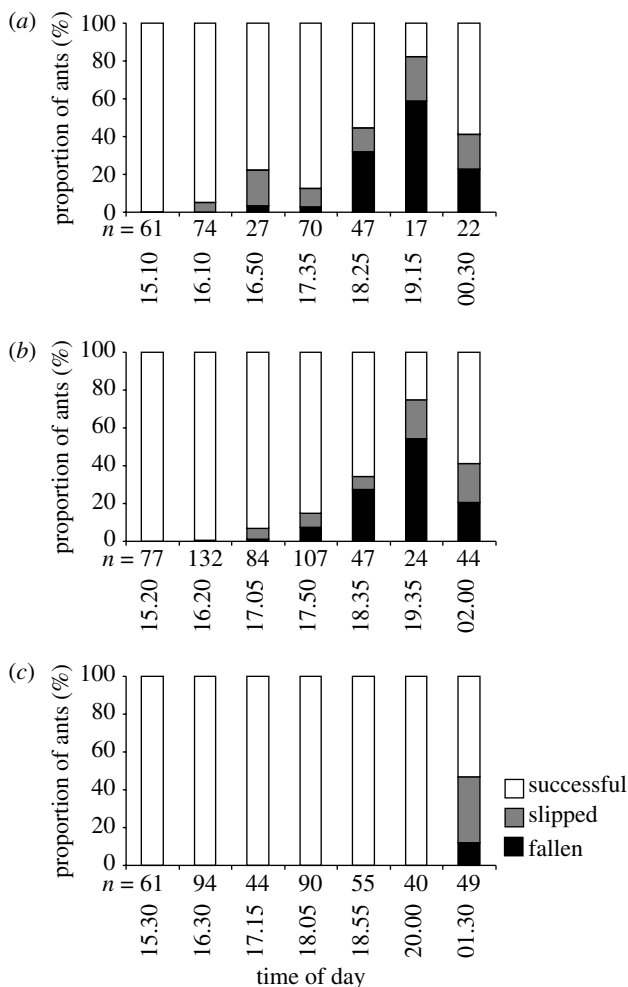 (a)
proportion of ants (%)
100
80
60
40
20
0
n = 61 74 27 70 47 17 22
15.10 16.10 16.50 17.35 18.25 19.15 00.30
(b)
proportion of ants (%)
100
80
60
40
20
0
n = 77 132 84 107 47 24 44
15.20 16.20 17.05 17.50 18.35 19.35 02.00
(c)
proportion of ants (%)
100
80
60
40
20
0
successful
slipped
fallen
n = 61 94 44 90 55 40 49
15.30 16.30 17.15 18.05 18.55 20.00 01.30
time of day